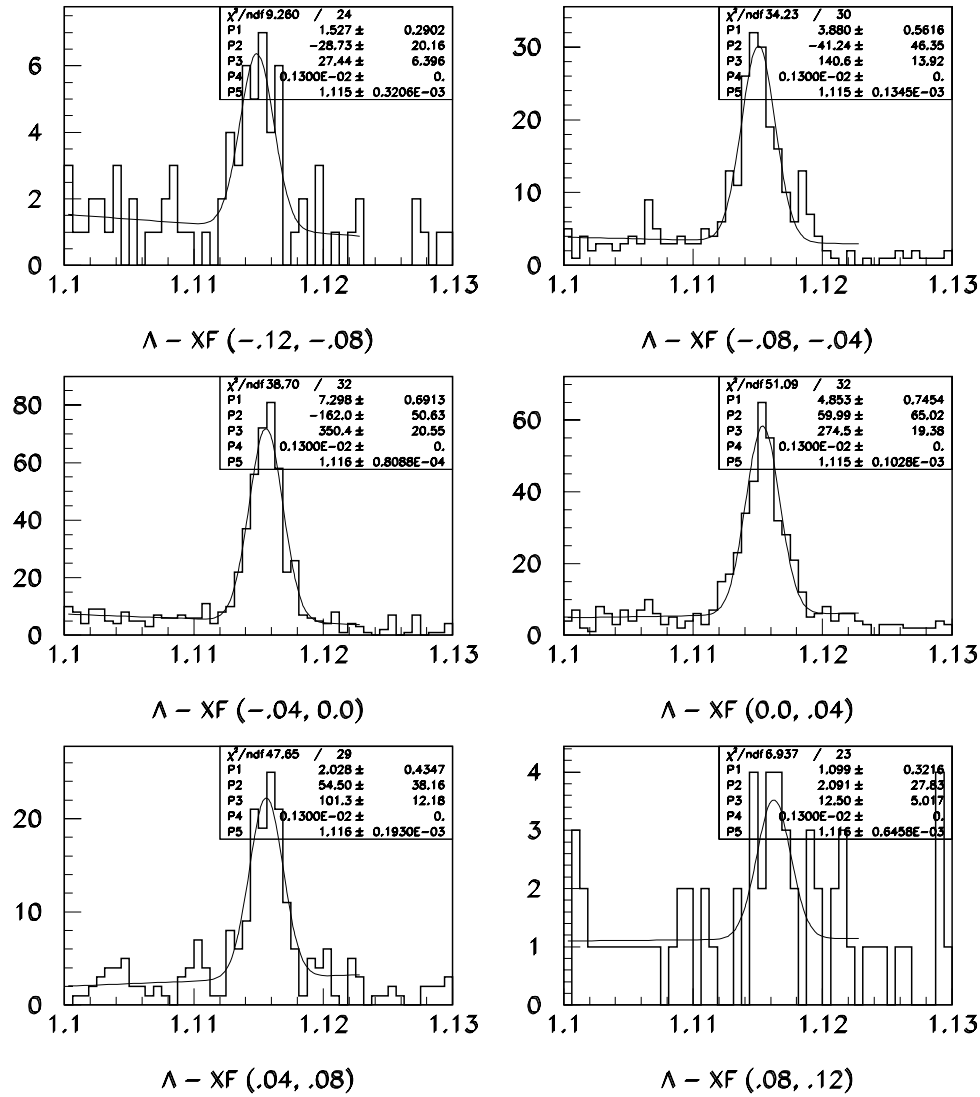 χ²/ndf 9.260 / 24
P1 1.527 ± 0.2902
P2 −28.73 ± 20.16
P3 27.44 ± 6.396
P4 0.1300E−02 ± 0.
P5 1.115 ± 0.3206E−03
6
4
2
0
1.1 1.11 1.12 1.13
Λ − XF (−.12, −.08)
χ²/ndf 34.23 / 30
P1 3.880 ± 0.5616
P2 −41.24 ± 46.35
P3 140.6 ± 13.92
P4 0.1300E−02 ± 0.
P5 1.115 ± 0.1345E−03
30
20
10
0
1.1 1.11 1.12 1.13
Λ − XF (−.08, −.04)
χ²/ndf 38.70 / 32
P1 7.298 ± 0.6913
P2 −162.0 ± 50.63
P3 350.4 ± 20.55
P4 0.1300E−02 ± 0.
P5 1.116 ± 0.8088E−04
80
60
40
20
0
1.1 1.11 1.12 1.13
Λ − XF (−.04, 0.0)
χ²/ndf 51.09 / 32
P1 4.853 ± 0.7454
P2 59.99 ± 65.02
P3 274.5 ± 19.38
P4 0.1300E−02 ± 0.
P5 1.115 ± 0.1028E−03
60
40
20
0
1.1 1.11 1.12 1.13
Λ − XF (0.0, .04)
χ²/ndf 47.65 / 29
P1 2.028 ± 0.4347
P2 54.50 ± 38.16
P3 101.3 ± 12.18
P4 0.1300E−02 ± 0.
P5 1.116 ± 0.1930E−03
20
10
0
1.1 1.11 1.12 1.13
Λ − XF (.04, .08)
χ²/ndf 6.937 / 23
P1 1.099 ± 0.3216
P2 2.091 ± 27.83
P3 12.50 ± 5.017
P4 0.1300E−02 ± 0.
P5 1.116 ± 0.6458E−03
4
3
2
1
0
1.1 1.11 1.12 1.13
Λ − XF (.08, .12)